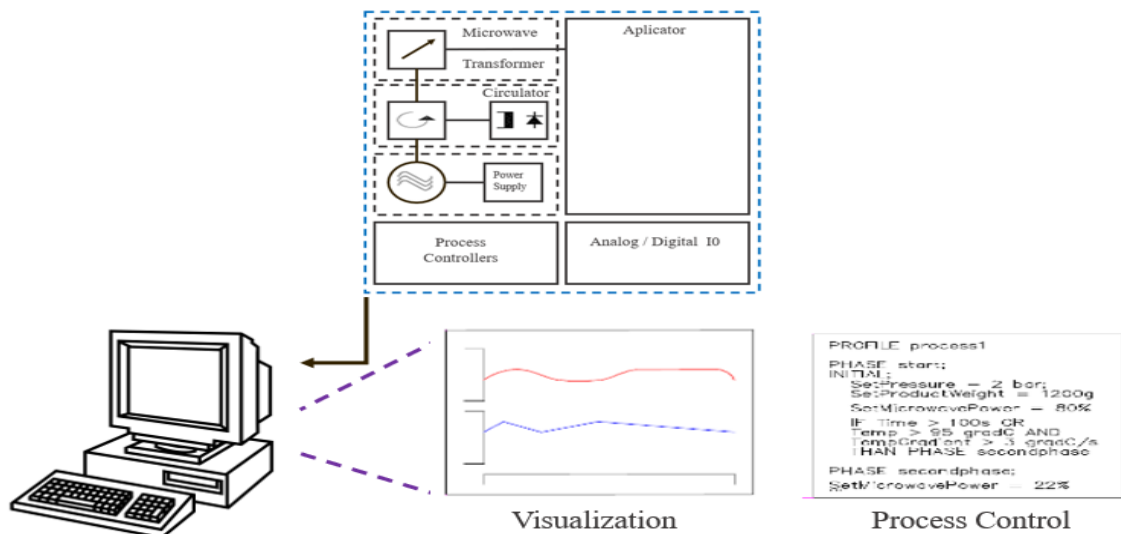 Microwave
Transformer
Aplicator
Circulator
Power
Supply
Process
Controllers
Analog / Digital I0
PROFILE process1
PHASE start;
INITIAL;
SetPressure = 2 bar;
SetProductWeight = 1200g
SetMicrowavePower = 80%
IF Time > 100s OR
Temp > 95 gradC AND
TempGradient > 3 gradC/s
THAN PHASE secondphase
PHASE secondphase;
SetMicrowavePower = 22%
Visualization
Process Control